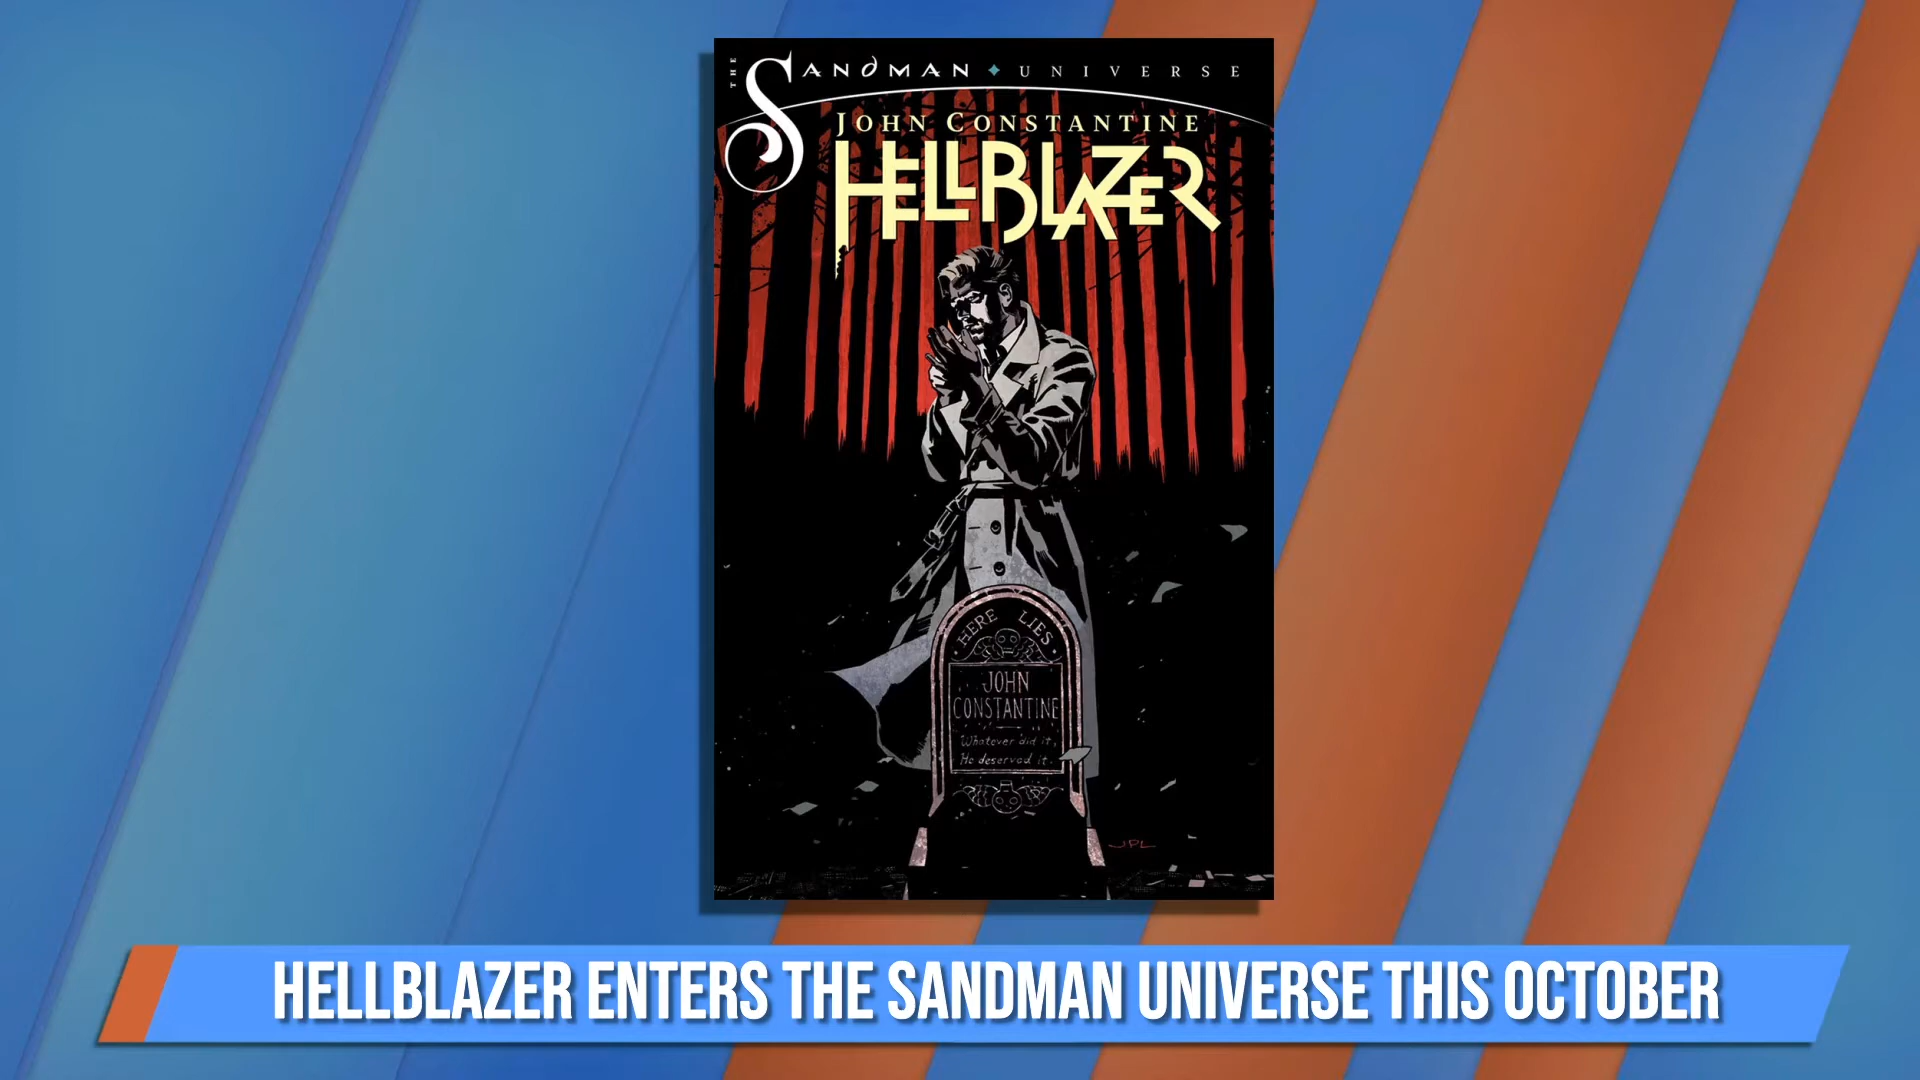 THE SANDMAN UNIVERSE
JOHN CONSTANTINE
HELLBLAZER
HERE LIES
JOHN
CONSTANTINE
Whatever did it,
He deserved it.
JPL
HELLBLAZER ENTERS THE SANDMAN UNIVERSE THIS OCTOBER